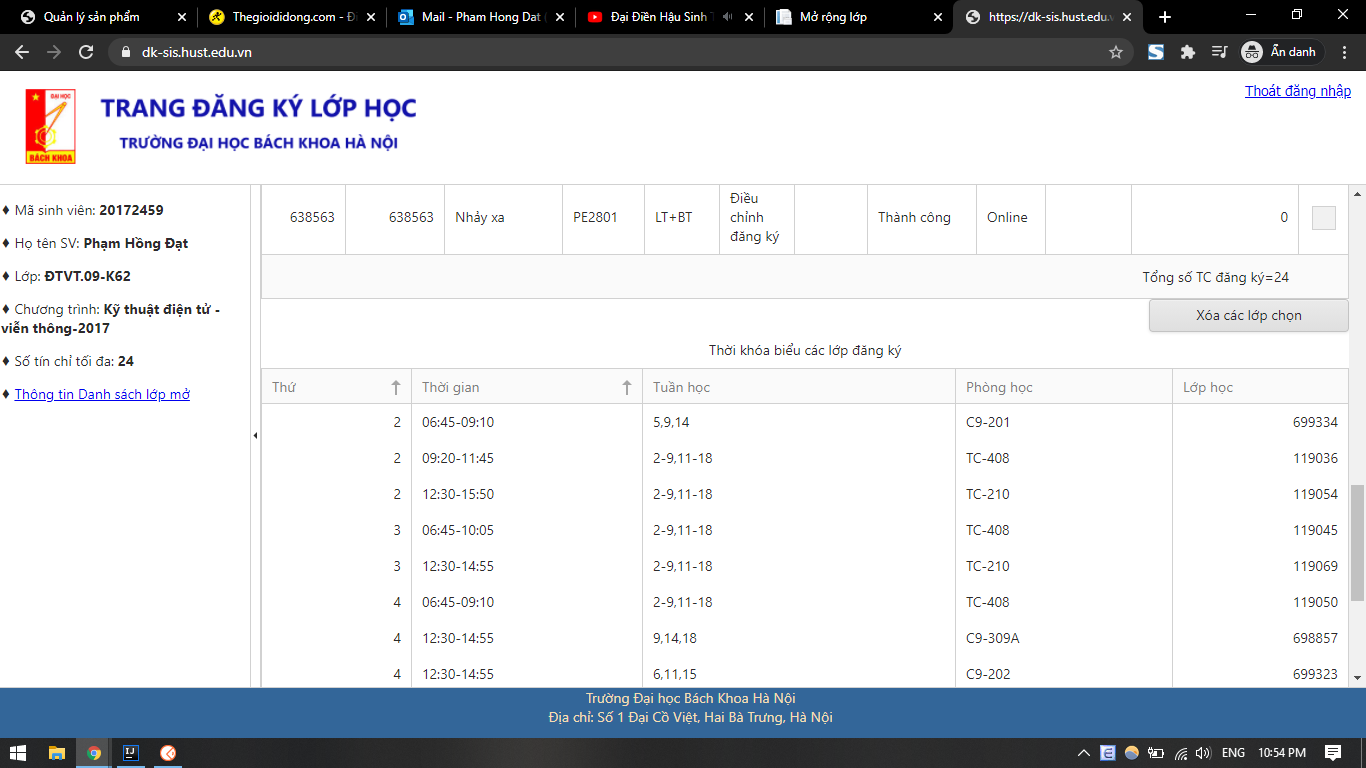 Quản lý sản phẩm
Thegioididong.com - Đi
Mail - Pham Hong Dat (
Đại Điền Hậu Sinh T
Mở rộng lớp
https://dk-sis.hust.edu.v
dk-sis.hust.edu.vn
Ẩn danh
ĐẠI HỌC
BÁCH KHOA
TRANG ĐĂNG KÝ LỚP HỌC
TRƯỜNG ĐẠI HỌC BÁCH KHOA HÀ NỘI
Thoát đăng nhập
♦ Mã sinh viên: 20172459
♦ Họ tên SV: Phạm Hồng Đạt
♦ Lớp: ĐTVT.09-K62
♦ Chương trình: Kỹ thuật điện tử -
viễn thông-2017
♦ Số tín chỉ tối đa: 24
♦ Thông tin Danh sách lớp mở
638563 638563 Nhảy xa PE2801 LT+BT Điều chỉnh đăng ký Thành công Online 0
Tổng số TC đăng ký=24
Xóa các lớp chọn
Thời khóa biểu các lớp đăng ký
Thứ Thời gian Tuần học Phòng học Lớp học
2 06:45-09:10 5,9,14 C9-201 699334
2 09:20-11:45 2-9,11-18 TC-408 119036
2 12:30-15:50 2-9,11-18 TC-210 119054
3 06:45-10:05 2-9,11-18 TC-408 119045
3 12:30-14:55 2-9,11-18 TC-210 119069
4 06:45-09:10 2-9,11-18 TC-408 119050
4 12:30-14:55 9,14,18 C9-309A 698857
4 12:30-14:55 6,11,15 C9-202 699323
Trường Đại học Bách Khoa Hà Nội
Địa chỉ: Số 1 Đại Cồ Việt, Hai Bà Trưng, Hà Nội
ENG 10:54 PM